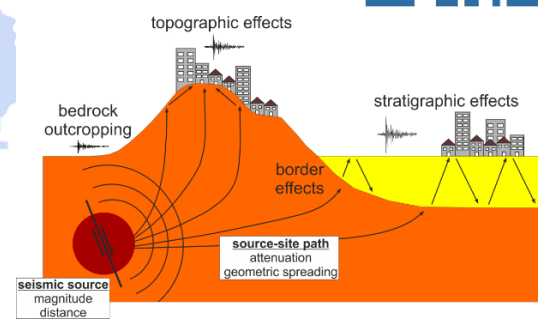 topographic effects
bedrock
outcropping
stratigraphic effects
border
effects
source-site path
attenuation
geometric spreading
seismic source
magnitude
distance